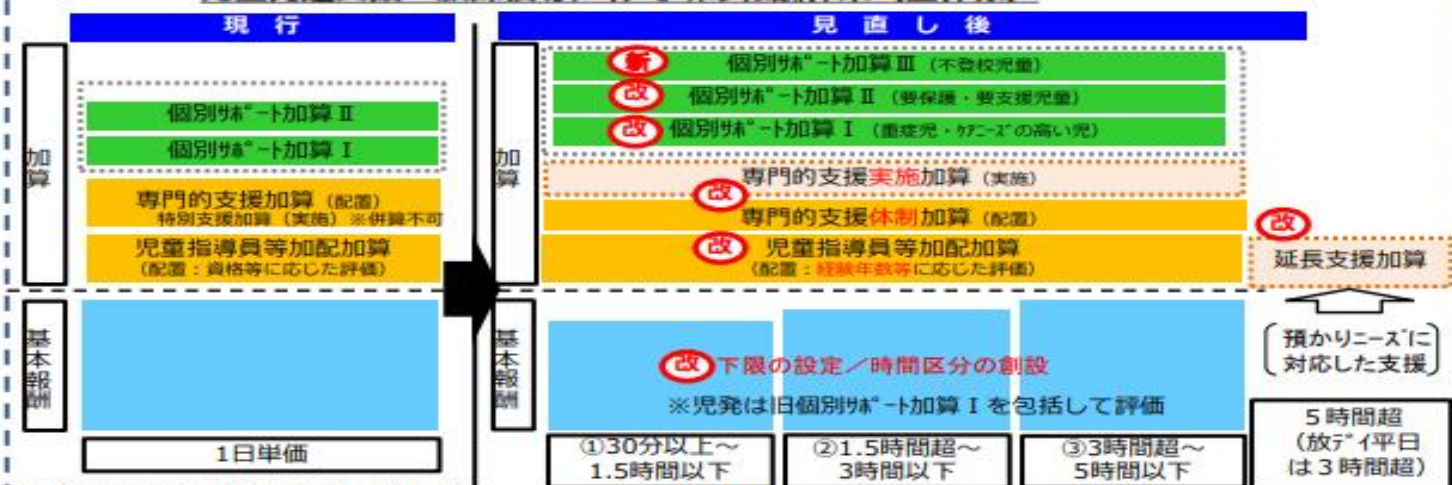 現行
見直し後
加算
個別ｻﾎﾟｰﾄ加算Ⅱ
個別ｻﾎﾟｰﾄ加算Ⅰ
専門的支援加算（配置）
特別支援加算（実施）※併算不可
児童指導員等加配加算
（配置：資格等に応じた評価）
基本報酬
1日単価
加算
新 個別ｻﾎﾟｰﾄ加算Ⅲ（不登校児童）
改 個別ｻﾎﾟｰﾄ加算Ⅱ（要保護・要支援児童）
改 個別ｻﾎﾟｰﾄ加算Ⅰ（重症児・ｹｱﾆｰｽﾞの高い児）
専門的支援実施加算（実施）
改
専門的支援体制加算（配置）
改 児童指導員等加配加算
（配置：経験年数等に応じた評価）
改
延長支援加算
基本報酬
改 下限の設定／時間区分の創設
※児発は旧個別ｻﾎﾟｰﾄ加算Ⅰを包括して評価
預かりﾆｰｽﾞに
対応した支援
①30分以上～
1.5時間以下
②1.5時間超～
3時間以下
③3時間超～
5時間以下
５時間超
（放ﾃﾞｲ平日
は３時間超）